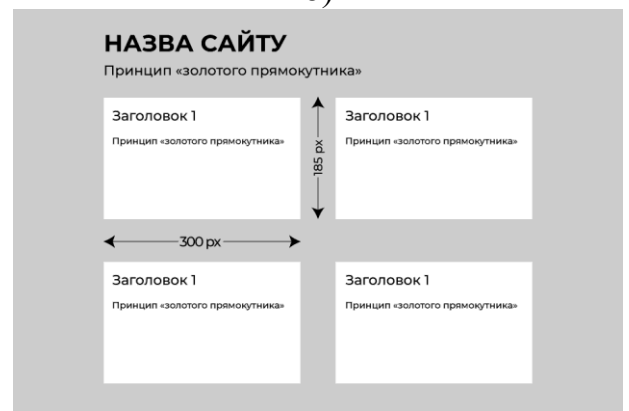 НАЗВА САЙТУ
Принцип «золотого прямокутника»
Заголовок 1
Принцип «золотого прямокутника»
185 px
Заголовок 1
Принцип «золотого прямокутника»
300 px
Заголовок 1
Принцип «золотого прямокутника»
Заголовок 1
Принцип «золотого прямокутника»